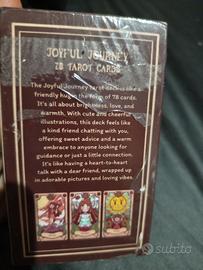 JOYFUL JOURNEY
78 TAROT CARDS
The Joyful Journey tarot deck is like a
friendly hug in the form of 78 cards.
It's all about brightness, love, and
warmth. With cute and cheerful
illustrations, this deck feels like
a kind friend chatting with you,
offering sweet advice and a warm
embrace to anyone looking for
guidance or just a little connection.
It's like having a heart-to-heart
talk with a dear friend, wrapped up
in adorable pictures and loving vibes.
subito